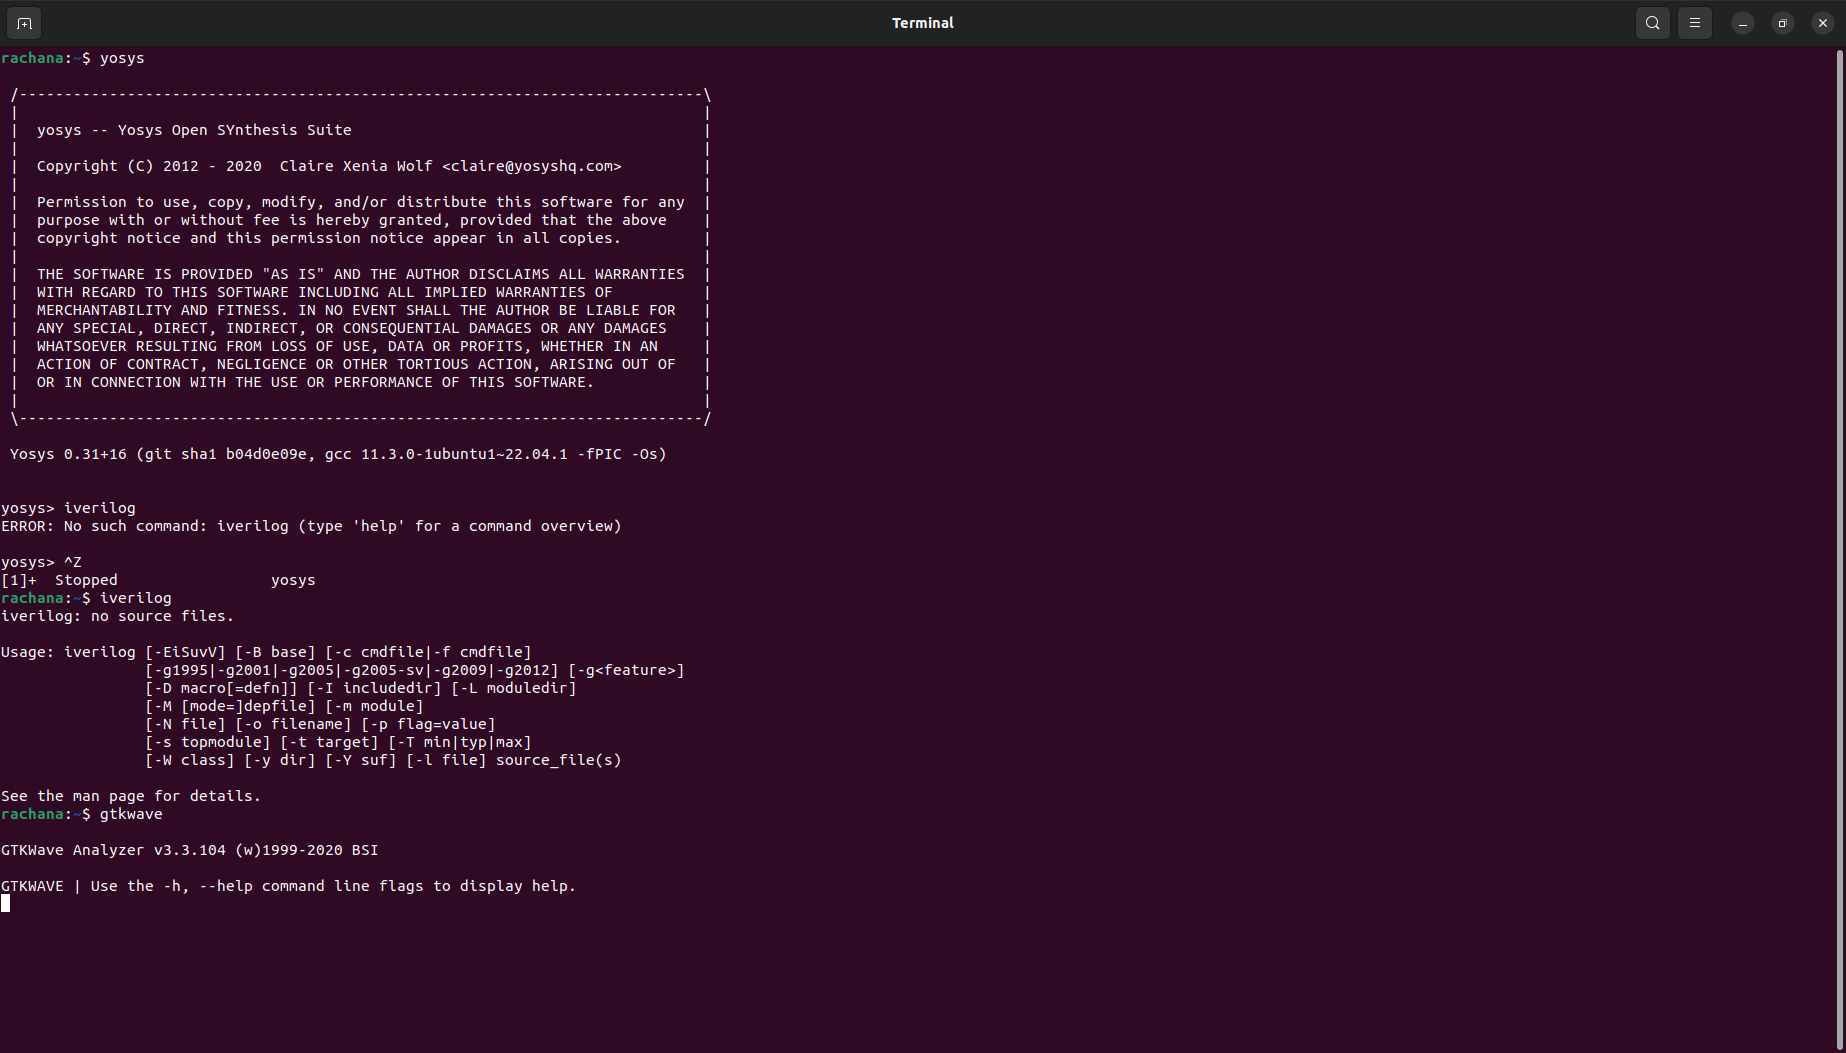 Terminal
rachana:~$ yosys
/----------------------------------------------------------------------------\
|                                                                            |
|  yosys -- Yosys Open SYnthesis Suite                                       |
|                                                                            |
|  Copyright (C) 2012 - 2020  Claire Xenia Wolf <claire@yosyshq.com>         |
|                                                                            |
|  Permission to use, copy, modify, and/or distribute this software for any  |
|  purpose with or without fee is hereby granted, provided that the above    |
|  copyright notice and this permission notice appear in all copies.         |
|                                                                            |
|  THE SOFTWARE IS PROVIDED "AS IS" AND THE AUTHOR DISCLAIMS ALL WARRANTIES  |
|  WITH REGARD TO THIS SOFTWARE INCLUDING ALL IMPLIED WARRANTIES OF          |
|  MERCHANTABILITY AND FITNESS. IN NO EVENT SHALL THE AUTHOR BE LIABLE FOR   |
|  ANY SPECIAL, DIRECT, INDIRECT, OR CONSEQUENTIAL DAMAGES OR ANY DAMAGES    |
|  WHATSOEVER RESULTING FROM LOSS OF USE, DATA OR PROFITS, WHETHER IN AN     |
|  ACTION OF CONTRACT, NEGLIGENCE OR OTHER TORTIOUS ACTION, ARISING OUT OF   |
|  OR IN CONNECTION WITH THE USE OR PERFORMANCE OF THIS SOFTWARE.            |
|                                                                            |
\----------------------------------------------------------------------------/
Yosys 0.31+16 (git sha1 b04d0e09e, gcc 11.3.0-1ubuntu1~22.04.1 -fPIC -Os)
yosys> iverilog
ERROR: No such command: iverilog (type 'help' for a command overview)
yosys> ^Z
[1]+  Stopped                 yosys
rachana:~$ iverilog
iverilog: no source files.
Usage: iverilog [-EiSuvV] [-B base] [-c cmdfile|-f cmdfile]
[-g1995|-g2001|-g2005|-g2005-sv|-g2009|-g2012] [-g<feature>]
[-D macro[=defn]] [-I includedir] [-L moduledir]
[-M [mode=]depfile] [-m module]
[-N file] [-o filename] [-p flag=value]
[-s topmodule] [-t target] [-T min|typ|max]
[-W class] [-y dir] [-Y suf] [-l file] source_file(s)
See the man page for details.
rachana:~$ gtkwave
GTKWave Analyzer v3.3.104 (w)1999-2020 BSI
GTKWAVE | Use the -h, --help command line flags to display help.